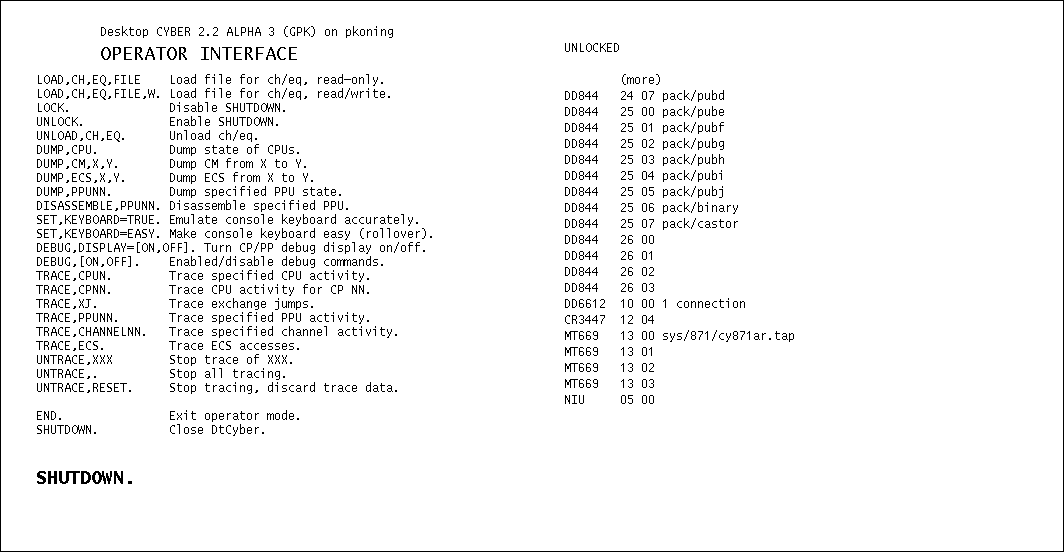 Desktop CYBER 2.2 ALPHA 3 (GPK) on pkoning
OPERATOR INTERFACE
LOAD,CH,EQ,FILE    Load file for ch/eq, read-only.
LOAD,CH,EQ,FILE,W. Load file for ch/eq, read/write.
LOCK.              Disable SHUTDOWN.
UNLOCK.            Enable SHUTDOWN.
UNLOAD,CH,EQ.      Unload ch/eq.
DUMP,CPU.          Dump state of CPUs.
DUMP,CM,X,Y.       Dump CM from X to Y.
DUMP,ECS,X,Y.      Dump ECS from X to Y.
DUMP,PPUNN.        Dump specified PPU state.
DISASSEMBLE,PPUNN. Disassemble specified PPU.
SET,KEYBOARD=TRUE. Emulate console keyboard accurately.
SET,KEYBOARD=EASY. Make console keyboard easy (rollover).
DEBUG,DISPLAY=[ON,OFF]. Turn CP/PP debug display on/off.
DEBUG,[ON,OFF].    Enabled/disable debug commands.
TRACE,CPUN.        Trace specified CPU activity.
TRACE,CPNN.        Trace CPU activity for CP NN.
TRACE,XJ.          Trace exchange jumps.
TRACE,PPUNN.       Trace specified PPU activity.
TRACE,CHANNELNN.   Trace specified channel activity.
TRACE,ECS.         Trace ECS accesses.
UNTRACE,XXX        Stop trace of XXX.
UNTRACE,.          Stop all tracing.
UNTRACE,RESET.     Stop tracing, discard trace data.
END.               Exit operator mode.
SHUTDOWN.          Close DtCyber.
SHUTDOWN.
UNLOCKED
(more)
DD844   24 07 pack/pubd
DD844   25 00 pack/pube
DD844   25 01 pack/pubf
DD844   25 02 pack/pubg
DD844   25 03 pack/pubh
DD844   25 04 pack/pubi
DD844   25 05 pack/pubj
DD844   25 06 pack/binary
DD844   25 07 pack/castor
DD844   26 00
DD844   26 01
DD844   26 02
DD844   26 03
DD6612  10 00 1 connection
CR3447  12 04
MT669   13 00 sys/871/cy871ar.tap
MT669   13 01
MT669   13 02
MT669   13 03
NIU     05 00